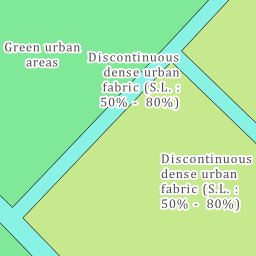 Green urban
areas
Discontinuous
dense urban
fabric (S.L. :
50% - 80%)
Discontinuous
dense urban
fabric (S.L. :
50% - 80%)